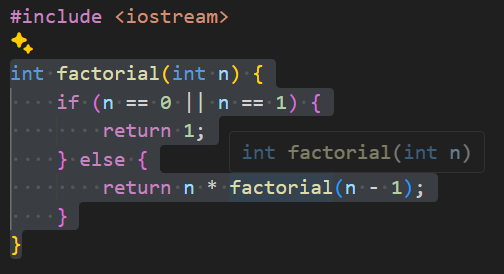 #include <iostream>
int factorial(int n) {
    if (n == 0 || n == 1) {
        return 1;
    } else {
int factorial(int n)
        return n * factorial(n - 1);
    }
}